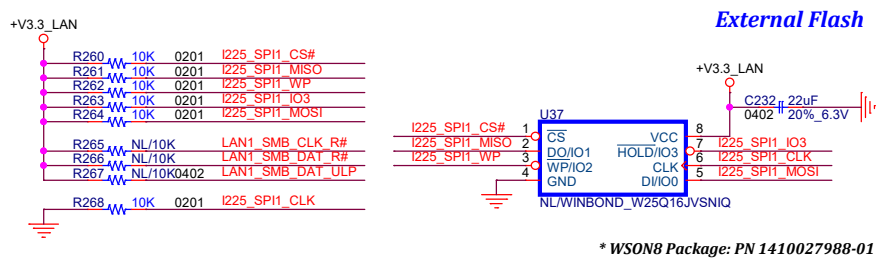 External Flash
+V3.3_LAN
R260 10K 0201 I225_SPI1_CS#
R261 10K 0201 I225_SPI1_MISO
R262 10K 0201 I225_SPI1_WP
R263 10K 0201 I225_SPI1_IO3
R264 10K 0201 I225_SPI1_MOSI
R265 NL/10K LAN1_SMB_CLK_R#
R266 NL/10K LAN1_SMB_DAT_R#
R267 NL/10K0402 LAN1_SMB_DAT_ULP
R268 10K 0201 I225_SPI1_CLK
+V3.3_LAN
C232 22uF
0402 20%_6.3V
U37
I225_SPI1_CS# 1 CS VCC 8
I225_SPI1_MISO 2 DO/IO1 HOLD/IO3 7 I225_SPI1_IO3
I225_SPI1_WP 3 WP/IO2 CLK 6 I225_SPI1_CLK
4 GND DI/IO0 5 I225_SPI1_MOSI
NL/WINBOND_W25Q16JVSNIQ
* WSON8 Package: PN 1410027988-01